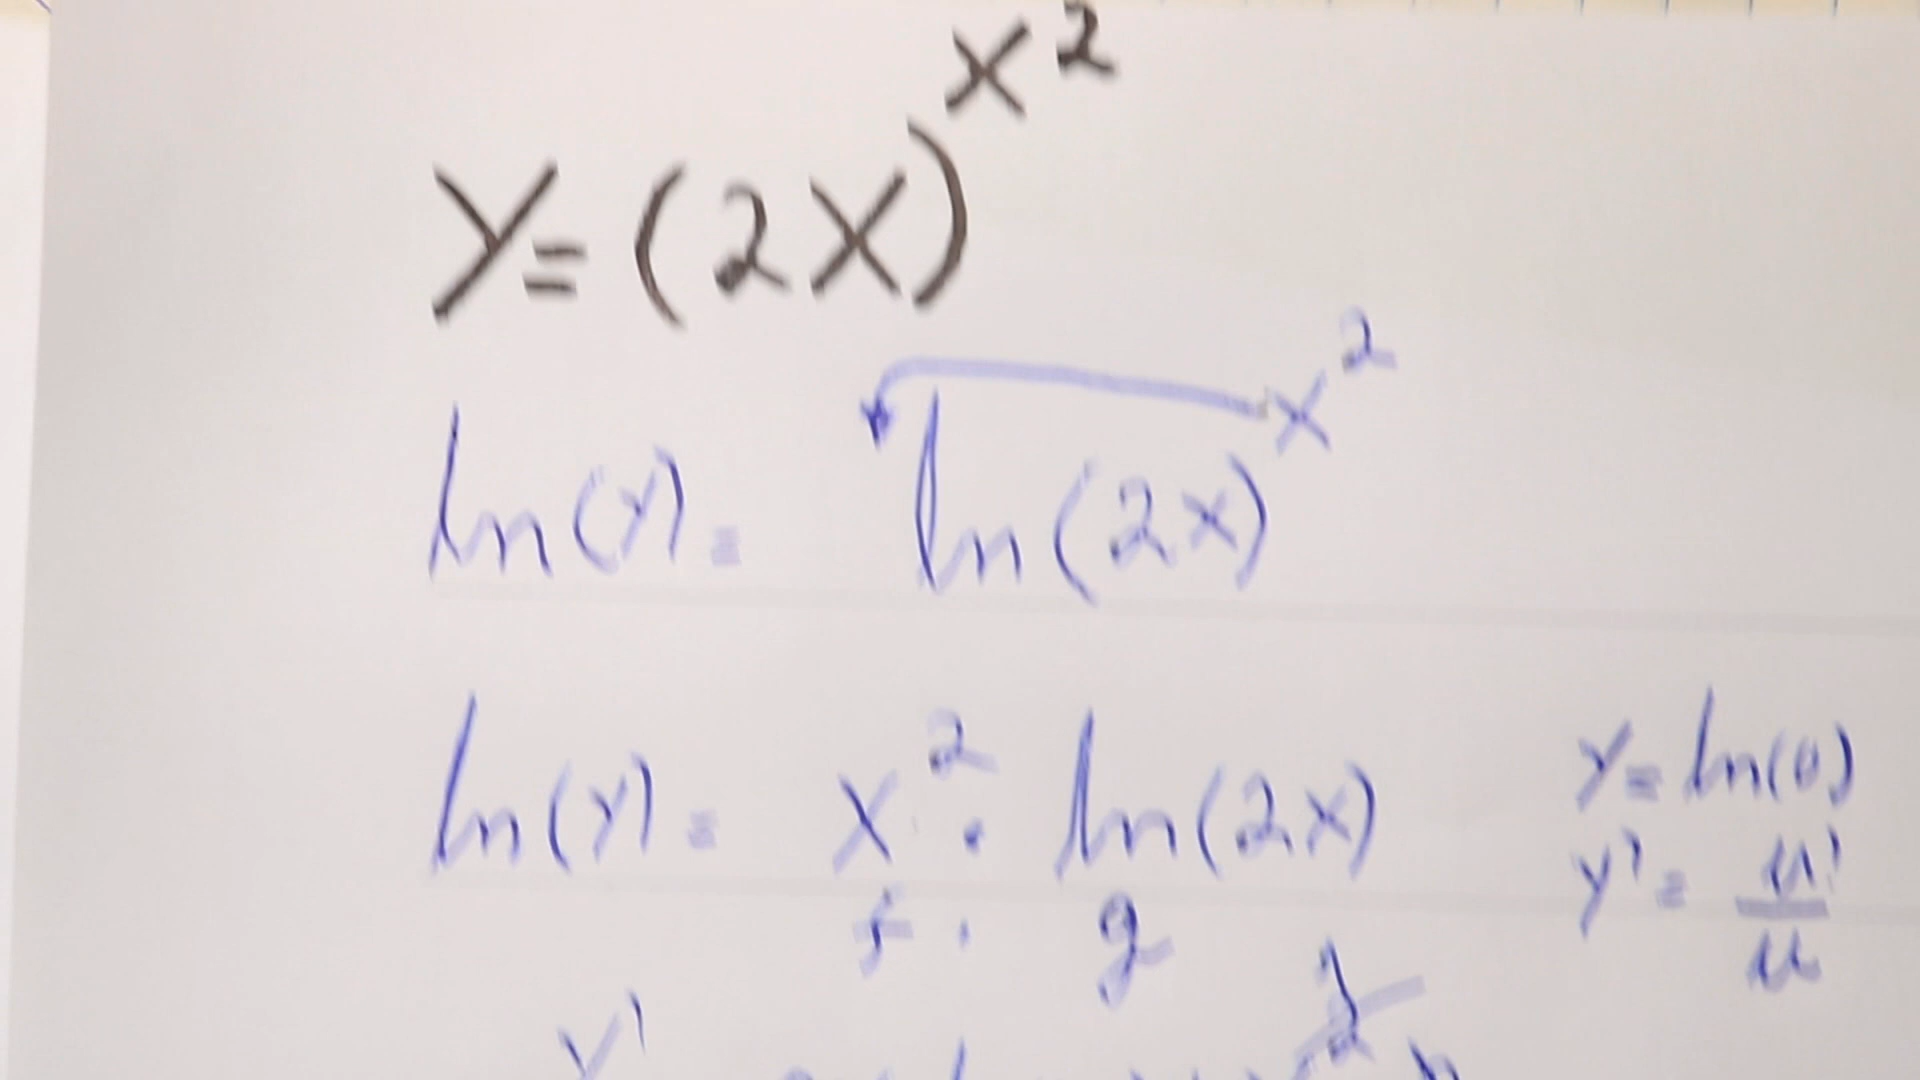 y = (2x)^x^2
ln(y) = ln(2x)^x^2
ln(y) = x^2 · ln(2x)
f · g
y = ln(u)
y' = u'/u
y'